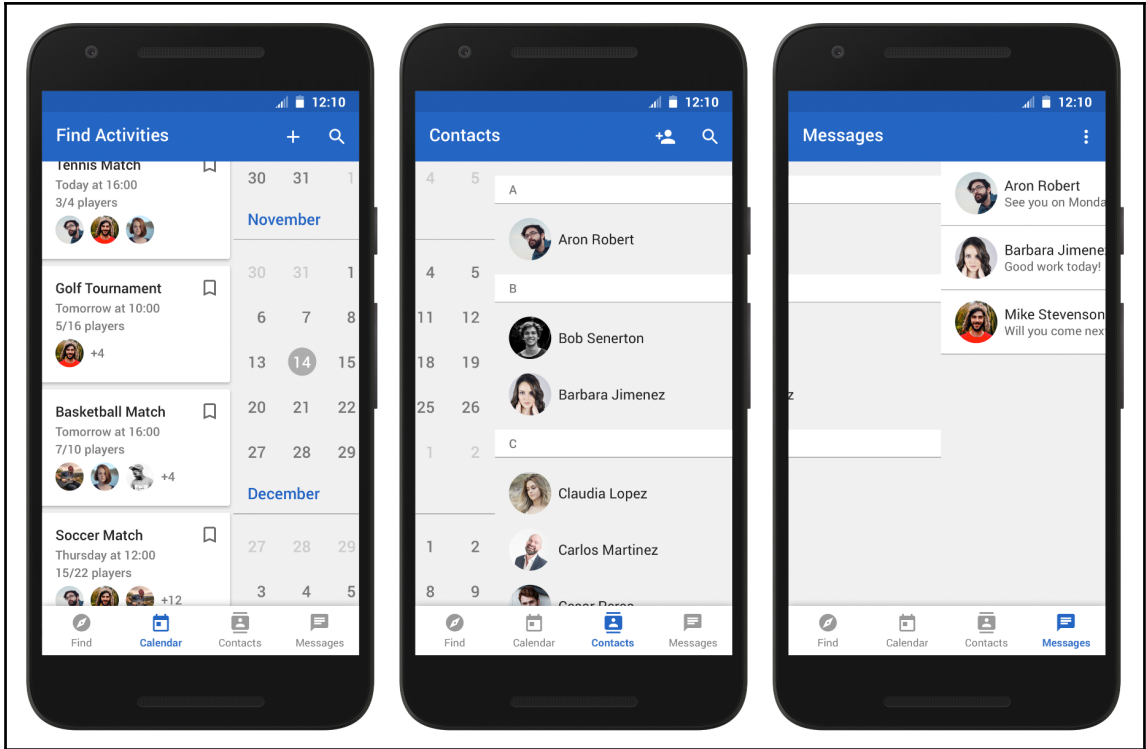 12:10
Find Activities
Tennis Match
Today at 16:00
3/4 players
Golf Tournament
Tomorrow at 10:00
5/16 players
+4
Basketball Match
Tomorrow at 16:00
7/10 players
+4
Soccer Match
Thursday at 12:00
15/22 players
+12
30 31 1
November
30 31 1
6 7 8
13 14 15
20 21 22
27 28 29
December
27 28 29
3 4 5
Find Calendar Contacts Messages
12:10
Contacts
4 5
4 5
11 12
18 19
25 26
1 2
1 2
8 9
A
Aron Robert
B
Bob Senerton
Barbara Jimenez
C
Claudia Lopez
Carlos Martinez
Find Calendar Contacts Messages
12:10
Messages
z
Aron Robert
See you on Monda
Barbara Jimenez
Good work today!
Mike Stevenson
Will you come nex
Find Calendar Contacts Messages